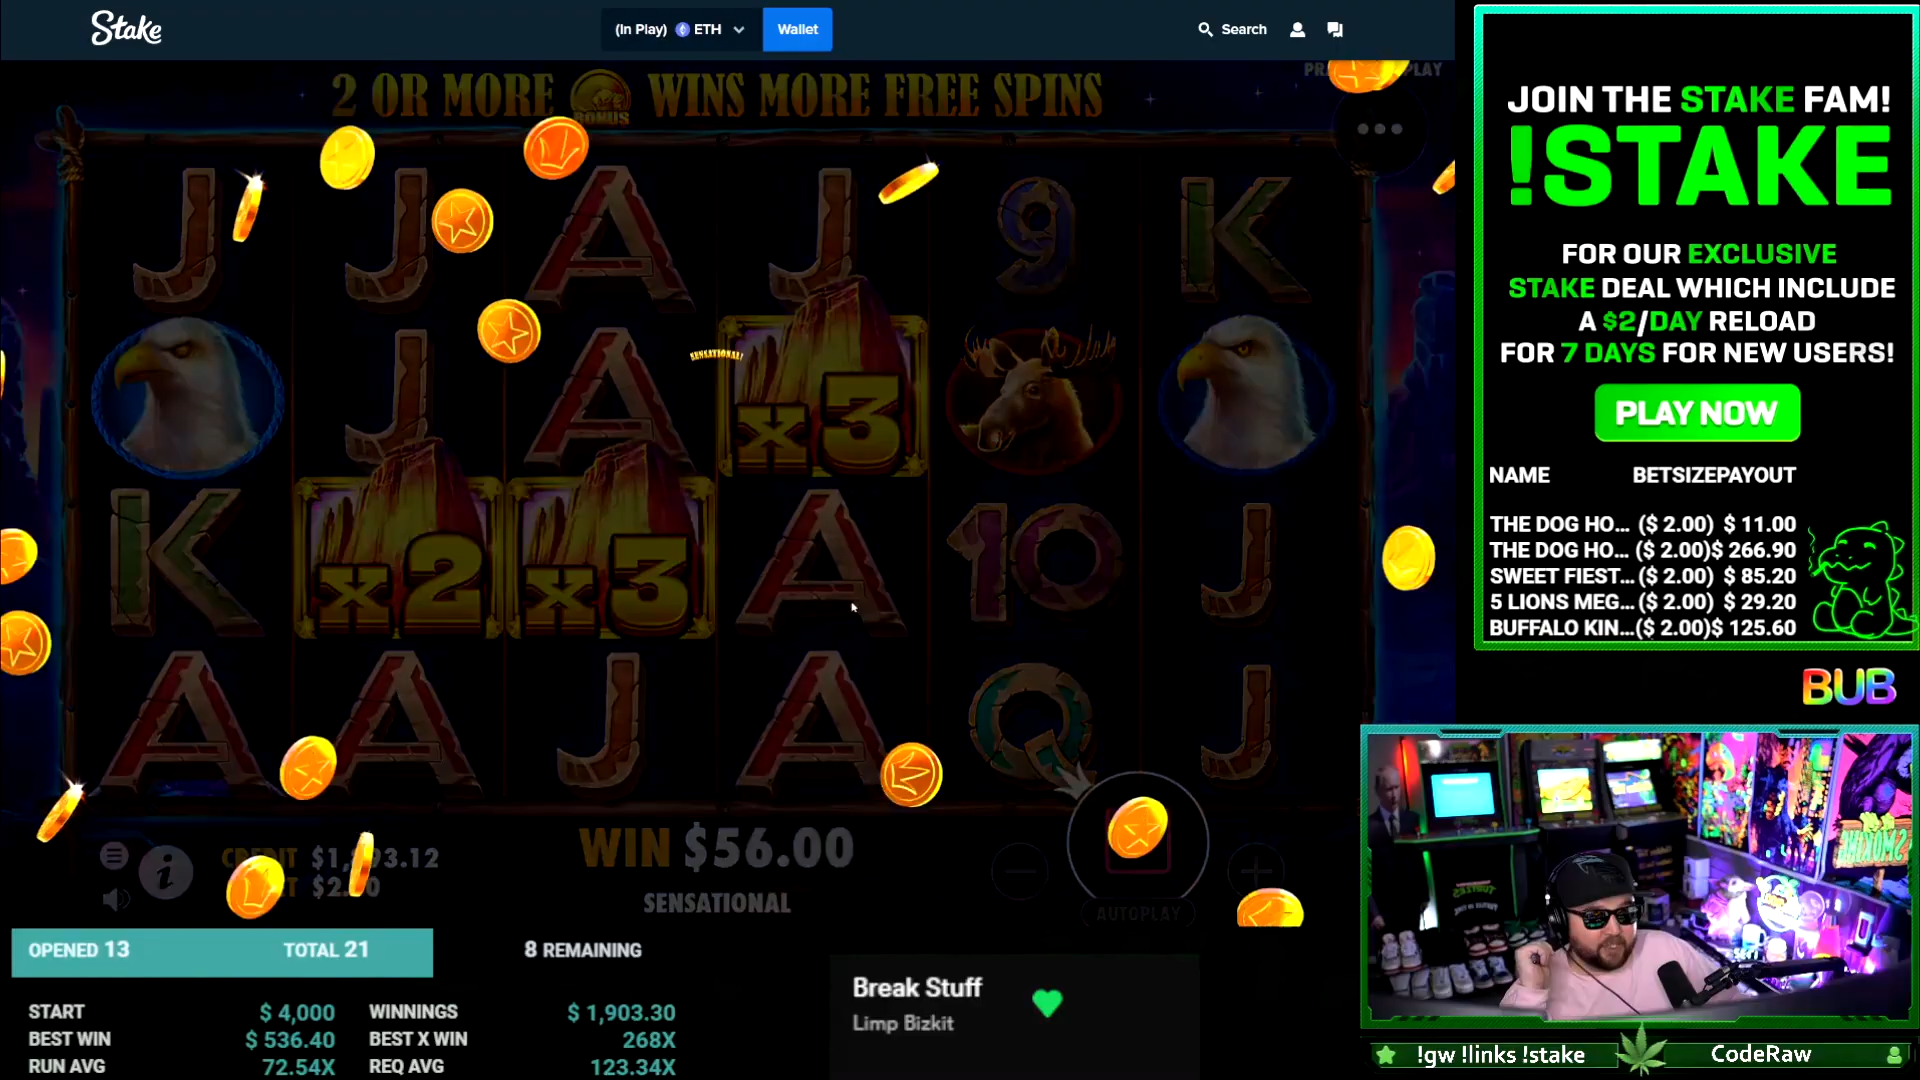 Stake
(In Play) ETH
Wallet
Search
2 OR MORE BONUS WINS MORE FREE SPINS
J J A J 9 K
J A
SENSATIONAL!
x3
K x2 x3 A 10 J
A A J A Q J
WIN $56.00
SENSATIONAL
AUTOPLAY
OPENED 13 TOTAL 21 8 REMAINING
START $ 4,000 WINNINGS $ 1,903.30
BEST WIN $ 536.40 BEST X WIN 268X
RUN AVG 72.54X REQ AVG 123.34X
Break Stuff
Limp Bizkit
JOIN THE STAKE FAM!
!STAKE
FOR OUR EXCLUSIVE
STAKE DEAL WHICH INCLUDE
A $2/DAY RELOAD
FOR 7 DAYS FOR NEW USERS!
PLAY NOW
NAME BETSIZEPAYOUT
THE DOG HO... ($ 2.00) $ 11.00
THE DOG HO... ($ 2.00)$ 266.90
SWEET FIEST... ($ 2.00) $ 85.20
5 LIONS MEG... ($ 2.00) $ 29.20
BUFFALO KIN...($ 2.00)$ 125.60
BUB
!gw !links !stake
CodeRaw